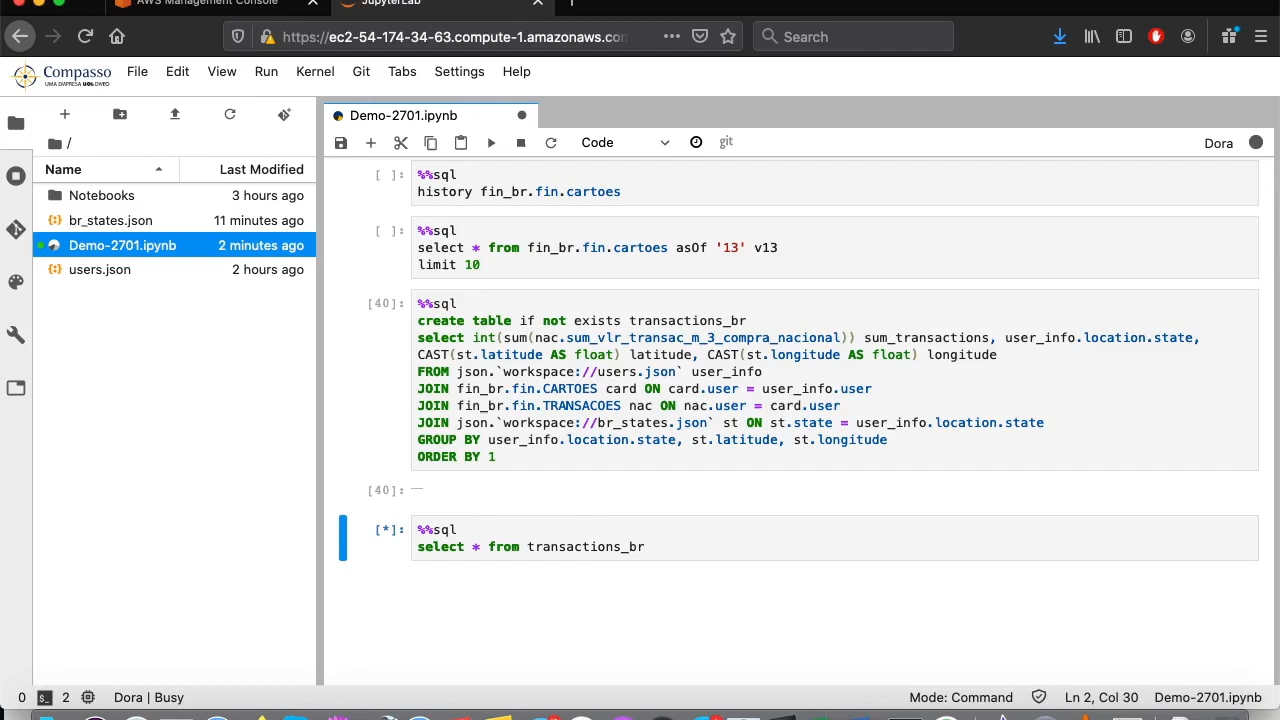 AWS Management Console
JupyterLab
https://ec2-54-174-34-63.compute-1.amazonaws.con
Search
Compasso
UMA EMPRESA UOL DIVEO
File Edit View Run Kernel Git Tabs Settings Help
Demo-2701.ipynb
/
Code
git
Dora
Name
Last Modified
Notebooks 3 hours ago
br_states.json 11 minutes ago
Demo-2701.ipynb 2 minutes ago
users.json 2 hours ago
[ ]: %%sql
history fin_br.fin.cartoes
[ ]: %%sql
select * from fin_br.fin.cartoes asOf '13' v13
limit 10
[40]: %%sql
create table if not exists transactions_br
select int(sum(nac.sum_vlr_transac_m_3_compra_nacional)) sum_transactions, user_info.location.state,
CAST(st.latitude AS float) latitude, CAST(st.longitude AS float) longitude
FROM json.`workspace://users.json` user_info
JOIN fin_br.fin.CARTOES card ON card.user = user_info.user
JOIN fin_br.fin.TRANSACOES nac ON nac.user = card.user
JOIN json.`workspace://br_states.json` st ON st.state = user_info.location.state
GROUP BY user_info.location.state, st.latitude, st.longitude
ORDER BY 1
[40]: —
[*]: %%sql
select * from transactions_br
0 2 Dora | Busy
Mode: Command Ln 2, Col 30 Demo-2701.ipynb